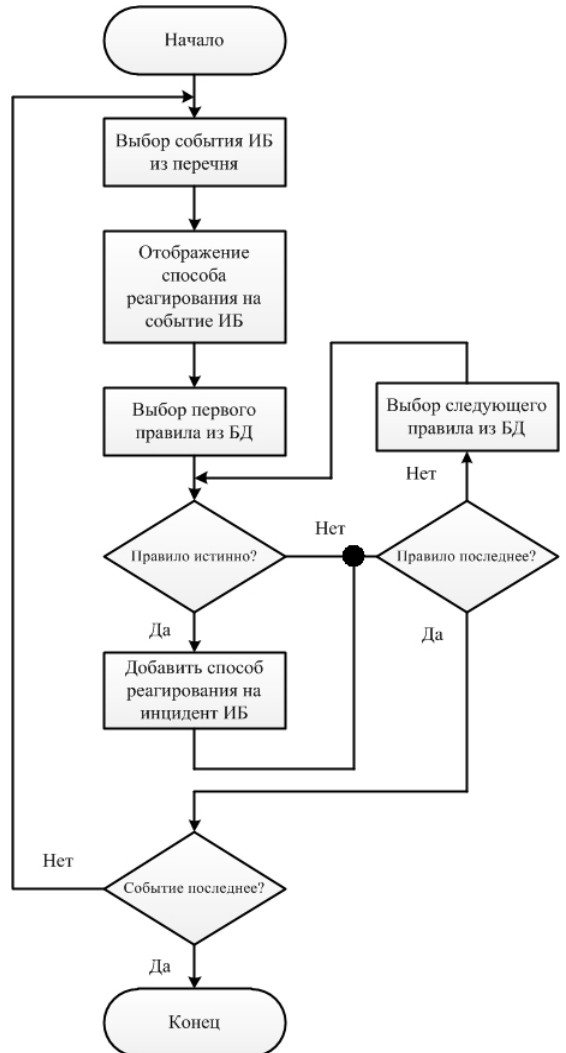 Начало
Выбор события ИБ
из перечня
Отображение
способа
реагирования на
событие ИБ
Выбор первого
правила из БД
Выбор следующего
правила из БД
Нет
Правило истинно?
Нет
Правило последнее?
Да
Да
Добавить способ
реагирования на
инцидент ИБ
Нет
Событие последнее?
Да
Конец